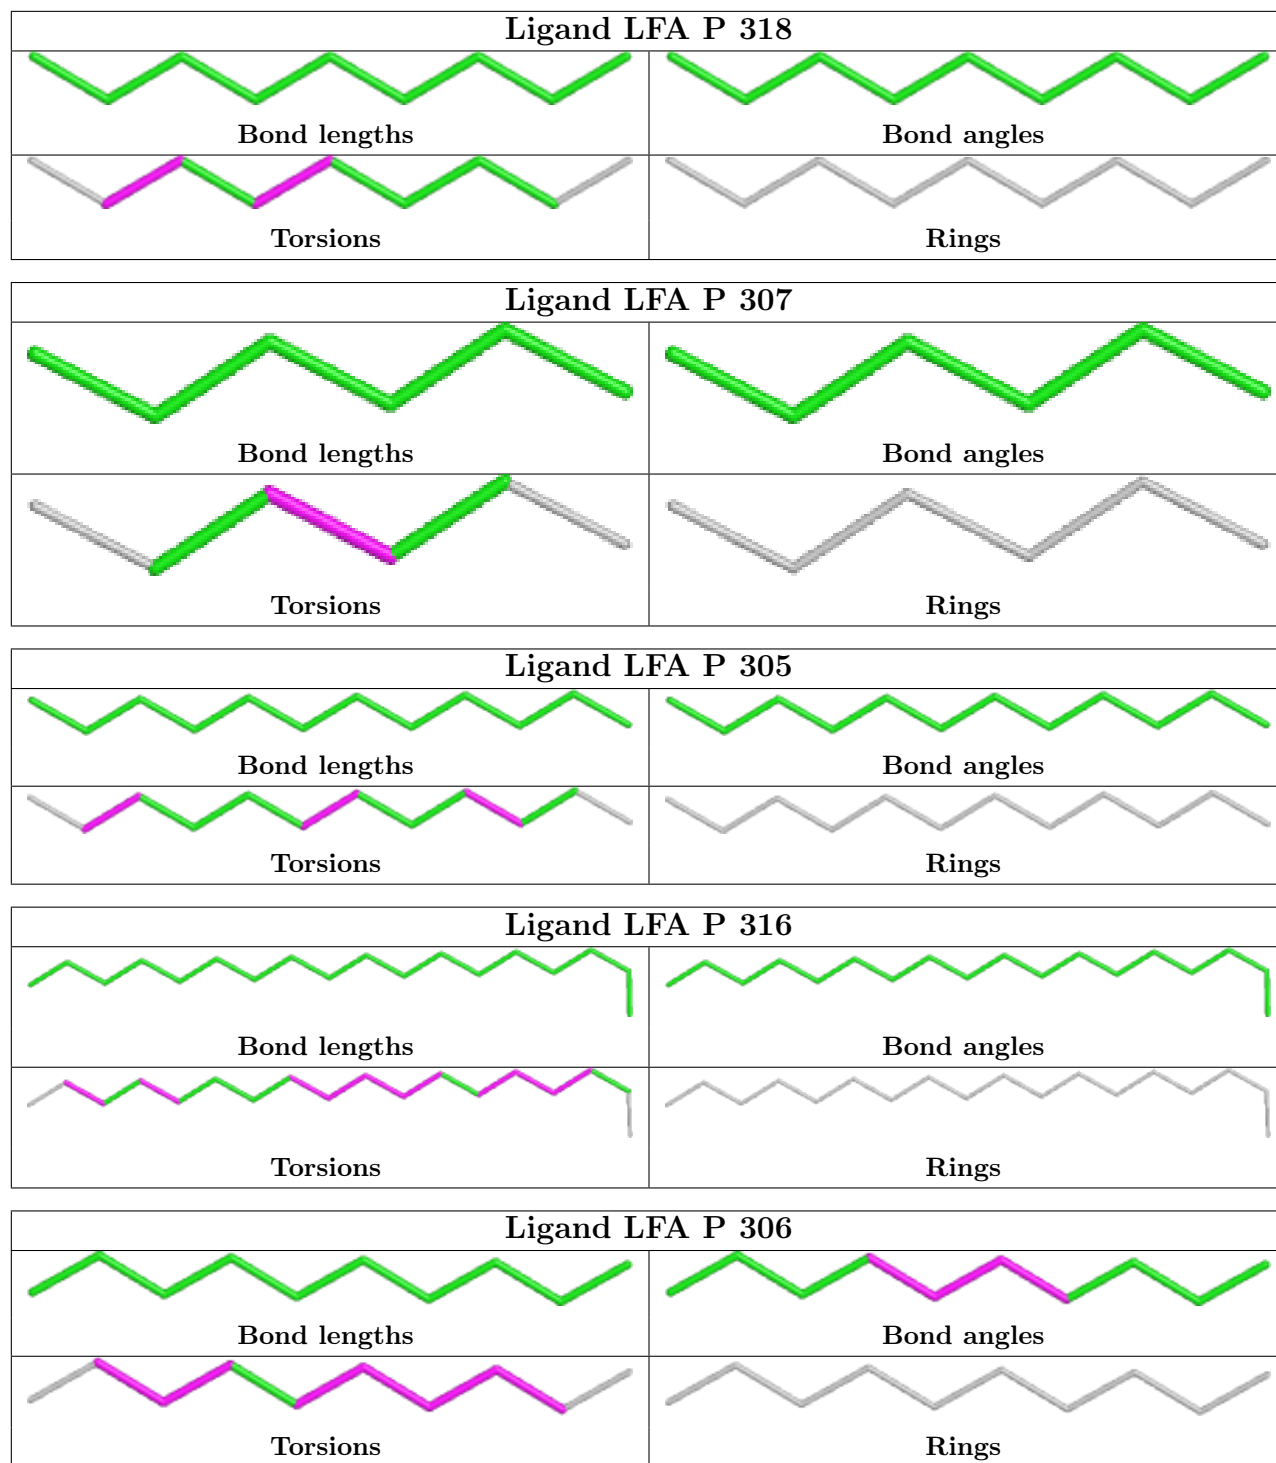 Ligand LFA P 318
Bond lengths
Bond angles
Torsions
Rings
Ligand LFA P 307
Bond lengths
Bond angles
Torsions
Rings
Ligand LFA P 305
Bond lengths
Bond angles
Torsions
Rings
Ligand LFA P 316
Bond lengths
Bond angles
Torsions
Rings
Ligand LFA P 306
Bond lengths
Bond angles
Torsions
Rings